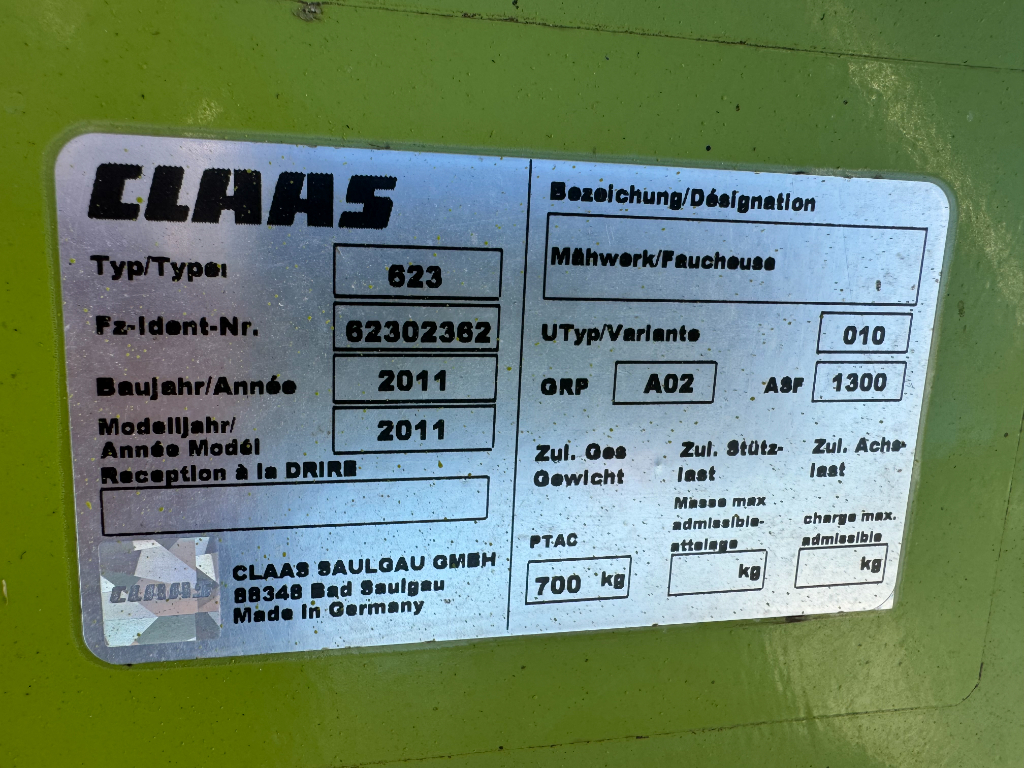 CLAAS
Typ/Type: 623
Fz-Ident-Nr. 62302362
Baujahr/Année 2011
Modelljahr/
Année Modél 2011
Reception à la DRIRE
CLAAS
CLAAS SAULGAU GMBH
88348 Bad Saulgau
Made in Germany
Bezeichung/Désignation
Mähwerk/Faucheuse
UTyp/Variante 010
GRP A02 ASF 1300
Zul. Ges Gewicht
PTAC
700 kg
Zul. Stütz-
last
Masse max
admissible-
attelage
kg
Zul. Achs-
last
charge max.
admissible
kg